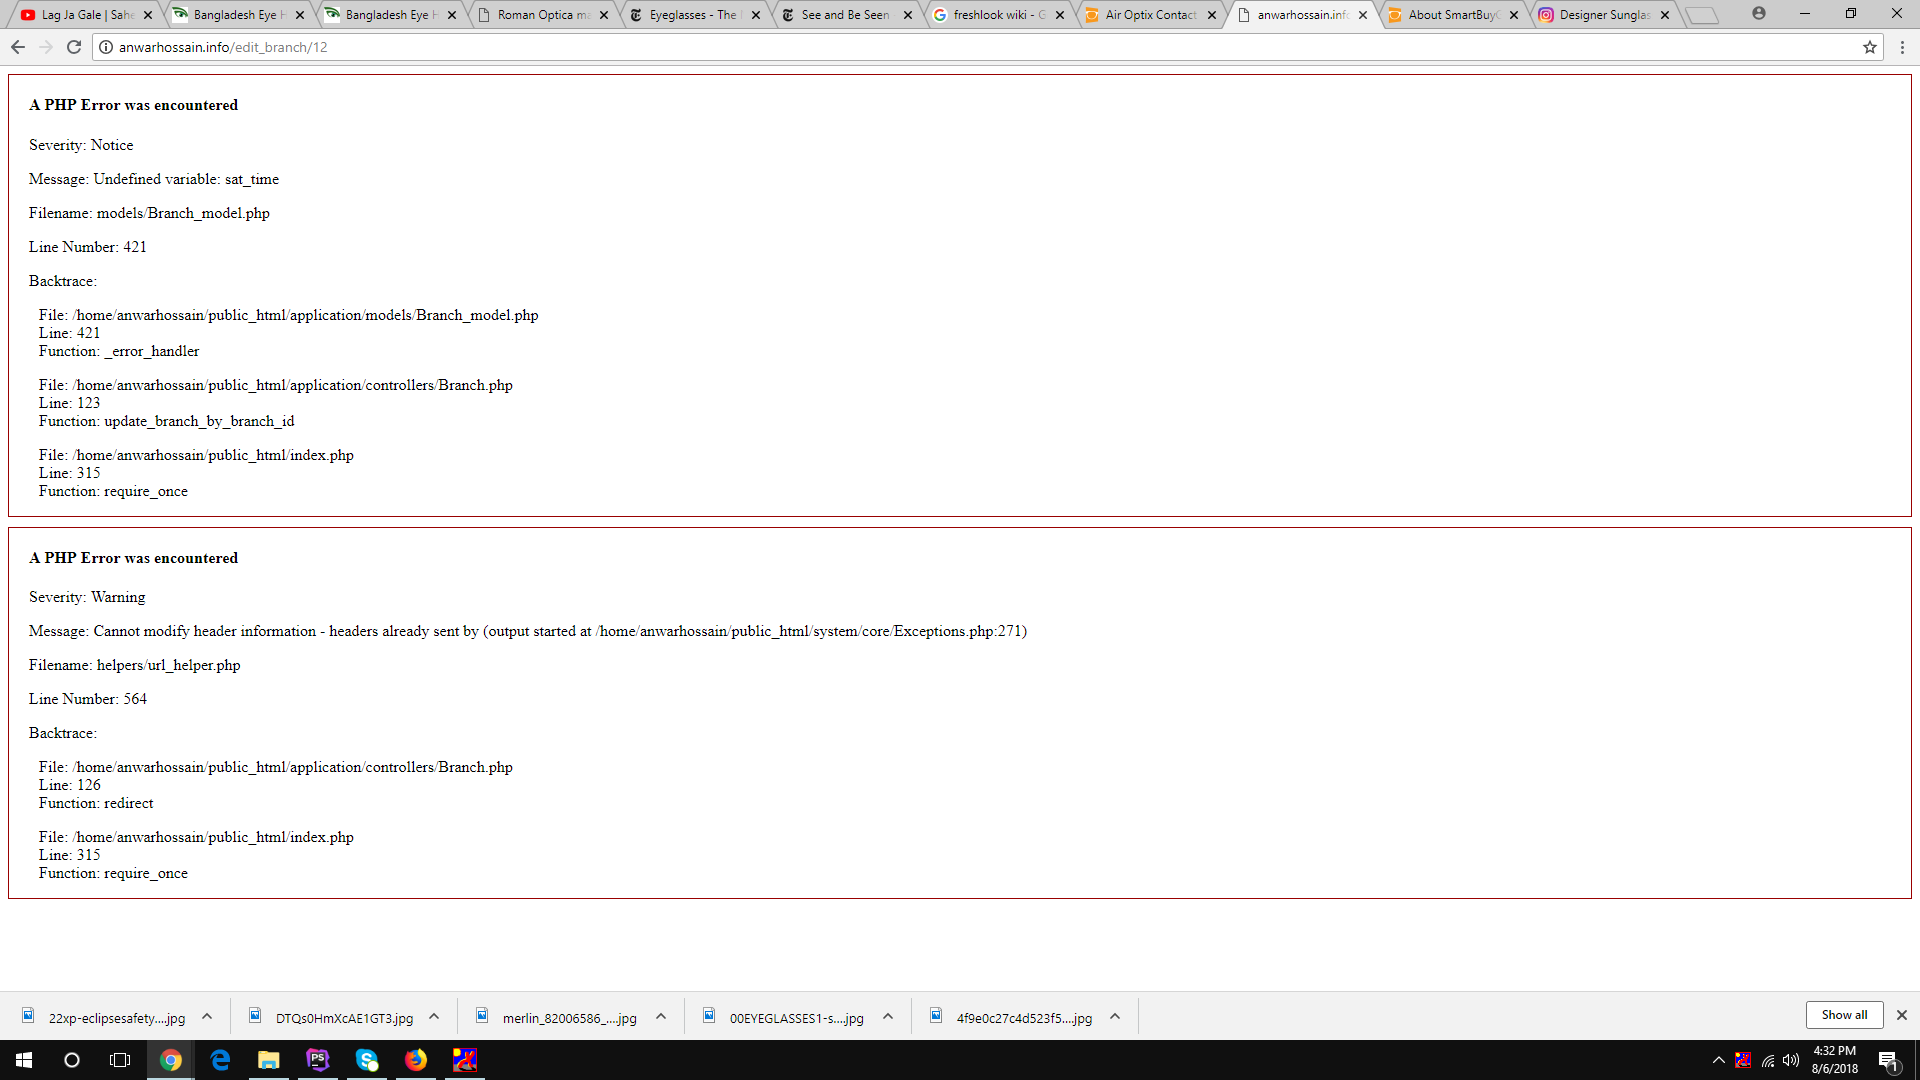 Lag Ja Gale | Sahe
Bangladesh Eye H
Bangladesh Eye H
Roman Optica ma
Eyeglasses - The N
See and Be Seen
freshlook wiki - G
Air Optix Contact
anwarhossain.info
About SmartBuyG
Designer Sunglas
anwarhossain.info/edit_branch/12
A PHP Error was encountered
Severity: Notice
Message: Undefined variable: sat_time
Filename: models/Branch_model.php
Line Number: 421
Backtrace:
File: /home/anwarhossain/public_html/application/models/Branch_model.php
Line: 421
Function: _error_handler
File: /home/anwarhossain/public_html/application/controllers/Branch.php
Line: 123
Function: update_branch_by_branch_id
File: /home/anwarhossain/public_html/index.php
Line: 315
Function: require_once
A PHP Error was encountered
Severity: Warning
Message: Cannot modify header information - headers already sent by (output started at /home/anwarhossain/public_html/system/core/Exceptions.php:271)
Filename: helpers/url_helper.php
Line Number: 564
Backtrace:
File: /home/anwarhossain/public_html/application/controllers/Branch.php
Line: 126
Function: redirect
File: /home/anwarhossain/public_html/index.php
Line: 315
Function: require_once
22xp-eclipsesafety....jpg
DTQs0HmXcAE1GT3.jpg
merlin_82006586_....jpg
00EYEGLASSES1-s....jpg
4f9e0c27c4d523f5....jpg
Show all
PS
4:32 PM
8/6/2018
1